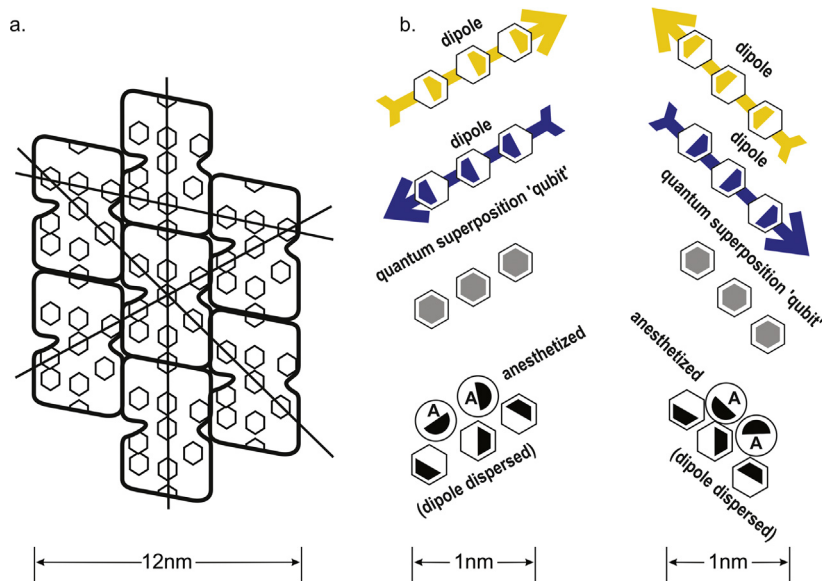 a.
b.
dipole
dipole
quantum superposition 'qubit'
anesthetized
A
A
(dipole dispersed)
dipole
dipole
quantum superposition 'qubit'
anesthetized
A
A
(dipole dispersed)
12nm
1nm
1nm